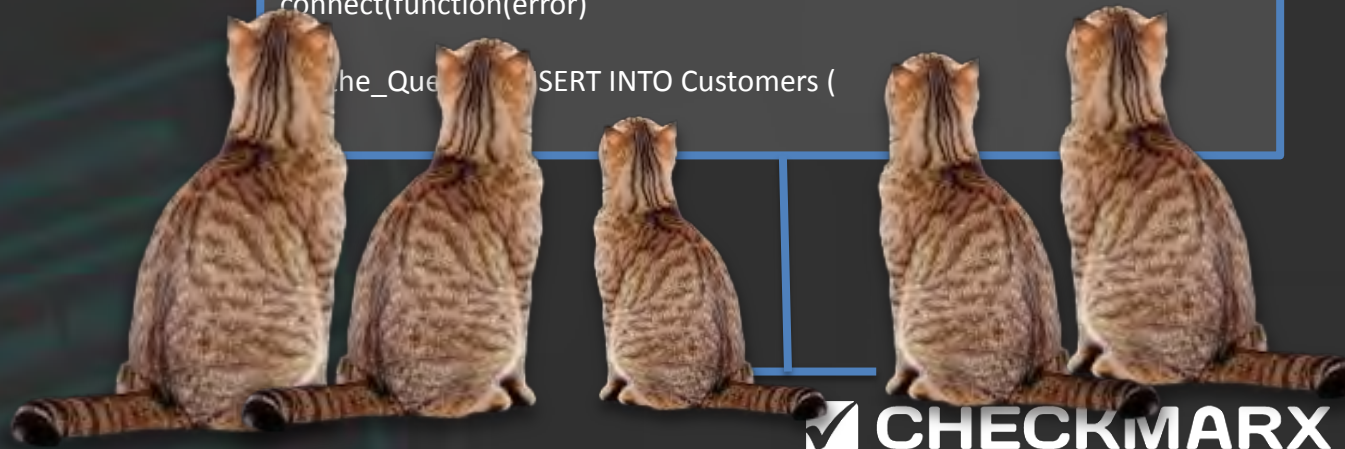 connect(function(error)
he_Que SERT INTO Customers (
CHECKMARX